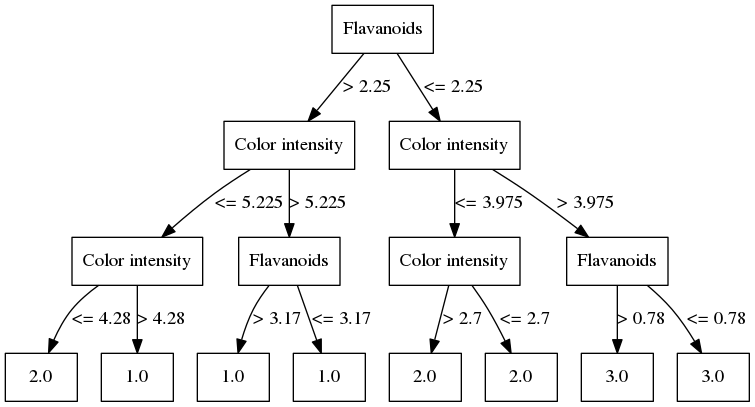 Flavanoids
> 2.25 <= 2.25
Color intensity Color intensity
<= 5.225 > 5.225 <= 3.975 > 3.975
Color intensity Flavanoids Color intensity Flavanoids
<= 4.28 > 4.28 > 3.17 <= 3.17 > 2.7 <= 2.7 > 0.78 <= 0.78
2.0 1.0 1.0 1.0 2.0 2.0 3.0 3.0